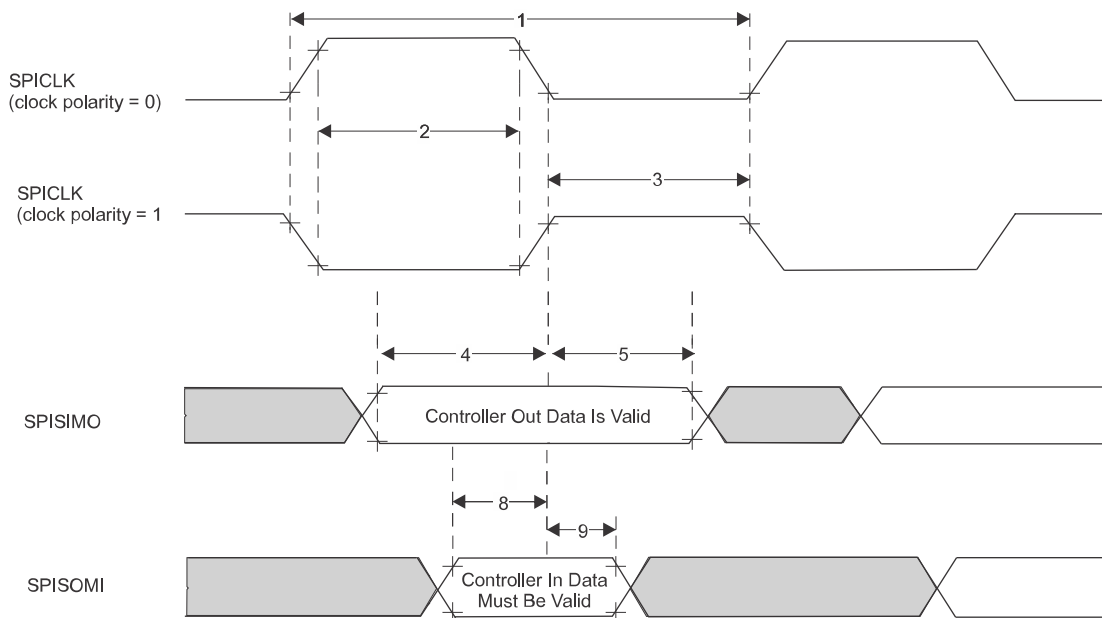 1
SPICLK
(clock polarity = 0)
2
3
SPICLK
(clock polarity = 1
4
5
SPISIMO
Controller Out Data Is Valid
8
9
SPISOMI
Controller In Data
Must Be Valid